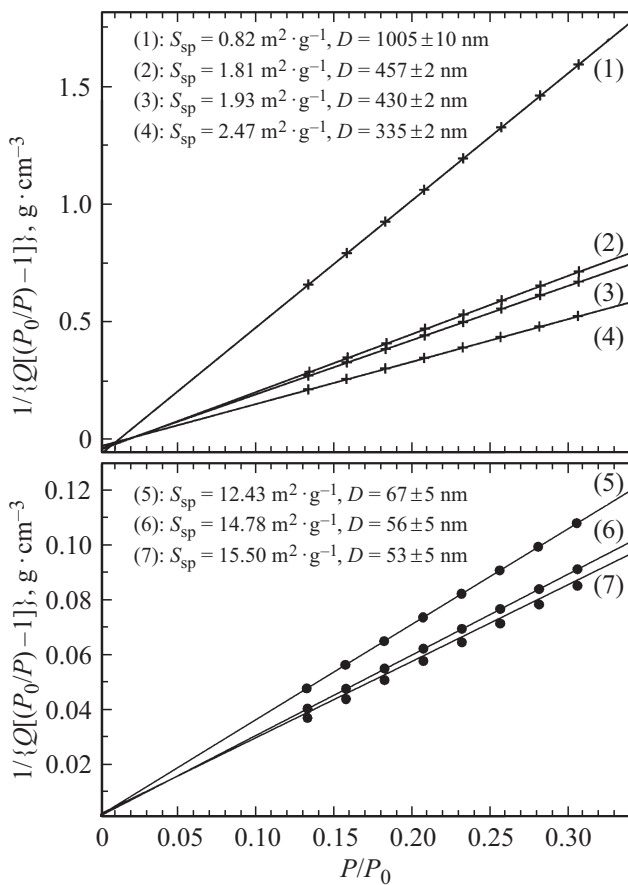 (1): S_sp = 0.82 m² · g⁻¹, D = 1005 ± 10 nm
(2): S_sp = 1.81 m² · g⁻¹, D = 457 ± 2 nm
(3): S_sp = 1.93 m² · g⁻¹, D = 430 ± 2 nm
(4): S_sp = 2.47 m² · g⁻¹, D = 335 ± 2 nm
1.5
1.0
0.5
0
1/{Q[(P₀/P) − 1]}, g · cm⁻³
(1)
(2)
(3)
(4)
(5): S_sp = 12.43 m² · g⁻¹, D = 67 ± 5 nm
(6): S_sp = 14.78 m² · g⁻¹, D = 56 ± 5 nm
(7): S_sp = 15.50 m² · g⁻¹, D = 53 ± 5 nm
0.12
0.10
0.08
0.06
0.04
0.02
1/{Q[(P₀/P) − 1]}, g · cm⁻³
(5)
(6)
(7)
0 0.05 0.10 0.15 0.20 0.25 0.30
P/P₀